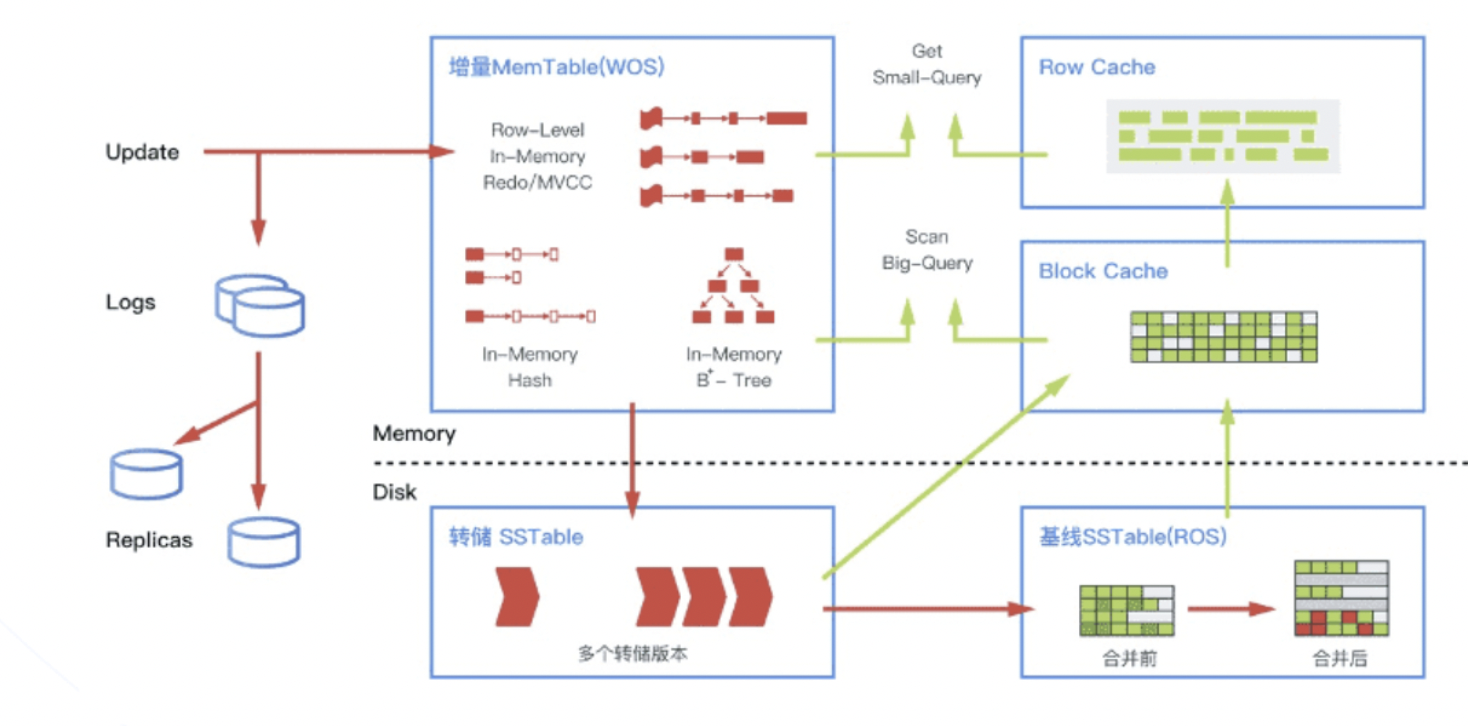 增量MemTable(WOS)
Row-Level
In-Memory
Redo/MVCC
In-Memory
Hash
In-Memory
B+- Tree
Get
Small-Query
Scan
Big-Query
Row Cache
Block Cache
Update
Logs
Replicas
Memory
Disk
转储 SSTable
多个转储版本
基线SSTable(ROS)
合并前
合并后